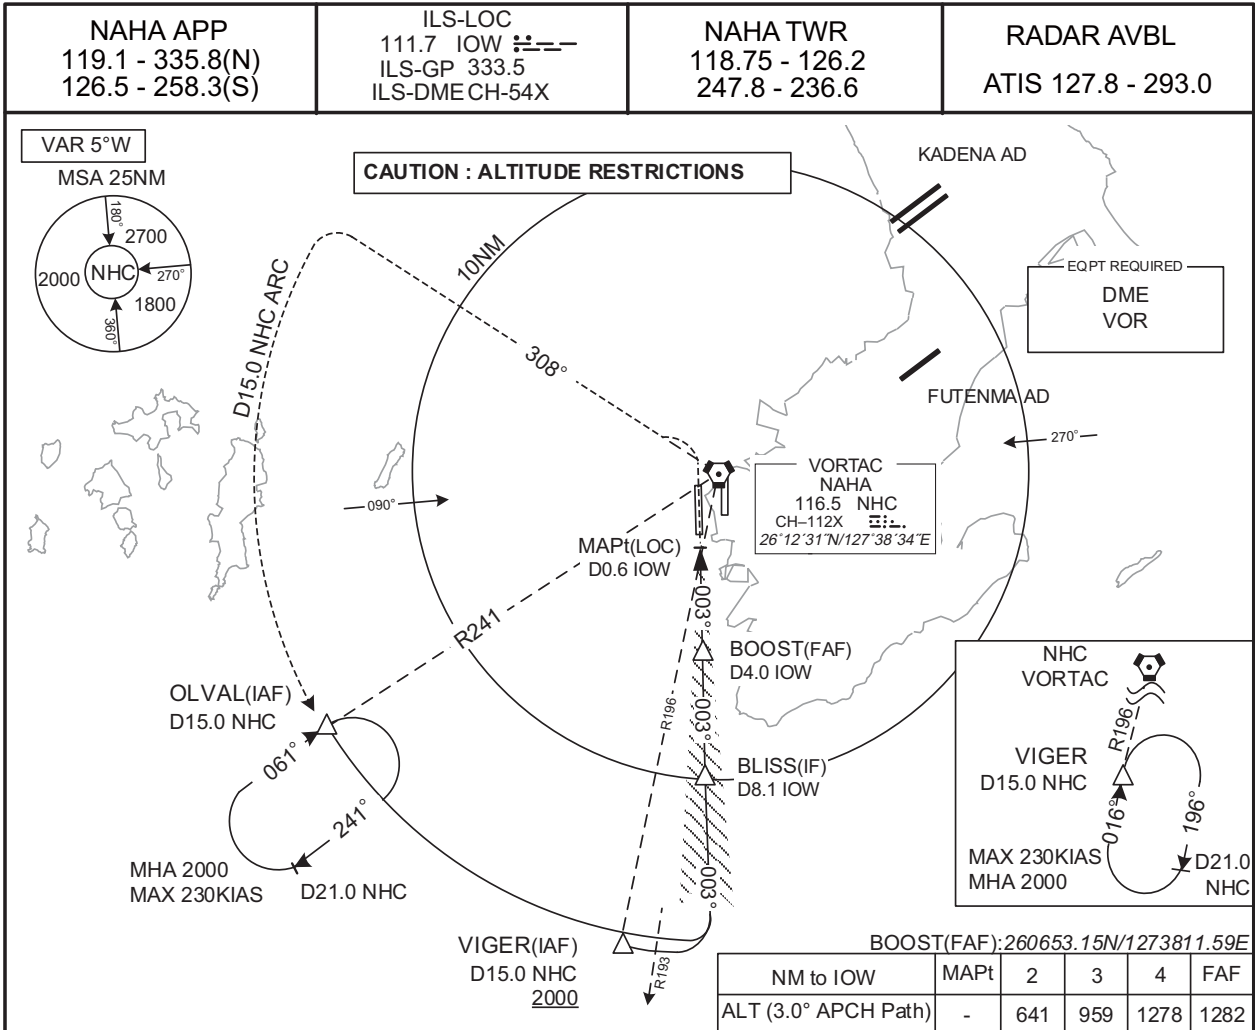 NAHA APP
119.1 - 335.8(N)
126.5 - 258.3(S)
ILS-LOC
111.7 IOW
ILS-GP 333.5
ILS-DME CH-54X
NAHA TWR
118.75 - 126.2
247.8 - 236.6
RADAR AVBL
ATIS 127.8 - 293.0
VAR 5°W
MSA 25NM
180°
2700
NHC
2000
270°
1800
360°
CAUTION : ALTITUDE RESTRICTIONS
KADENA AD
EQPT REQUIRED
DME
VOR
10NM
D15.0 NHC ARC
308°
FUTENMA AD
270°
090°
VORTAC
NAHA
116.5 NHC
CH–112X
26°12´31˝N/127°38´34˝E
MAPt(LOC)
D0.6 IOW
003°
R241
BOOST(FAF)
D4.0 IOW
R196
003°
OLVAL(IAF)
D15.0 NHC
061°
241°
BLISS(IF)
D8.1 IOW
MHA 2000
MAX 230KIAS
D21.0 NHC
003°
VIGER(IAF)
D15.0 NHC
2000
R193
NHC
VORTAC
R196
VIGER
D15.0 NHC
016°
196°
MAX 230KIAS
MHA 2000
D21.0
NHC
BOOST(FAF):260653.15N/1273811.59E
NM to IOW MAPt 2 3 4 FAF
ALT (3.0° APCH Path) - 641 959 1278 1282